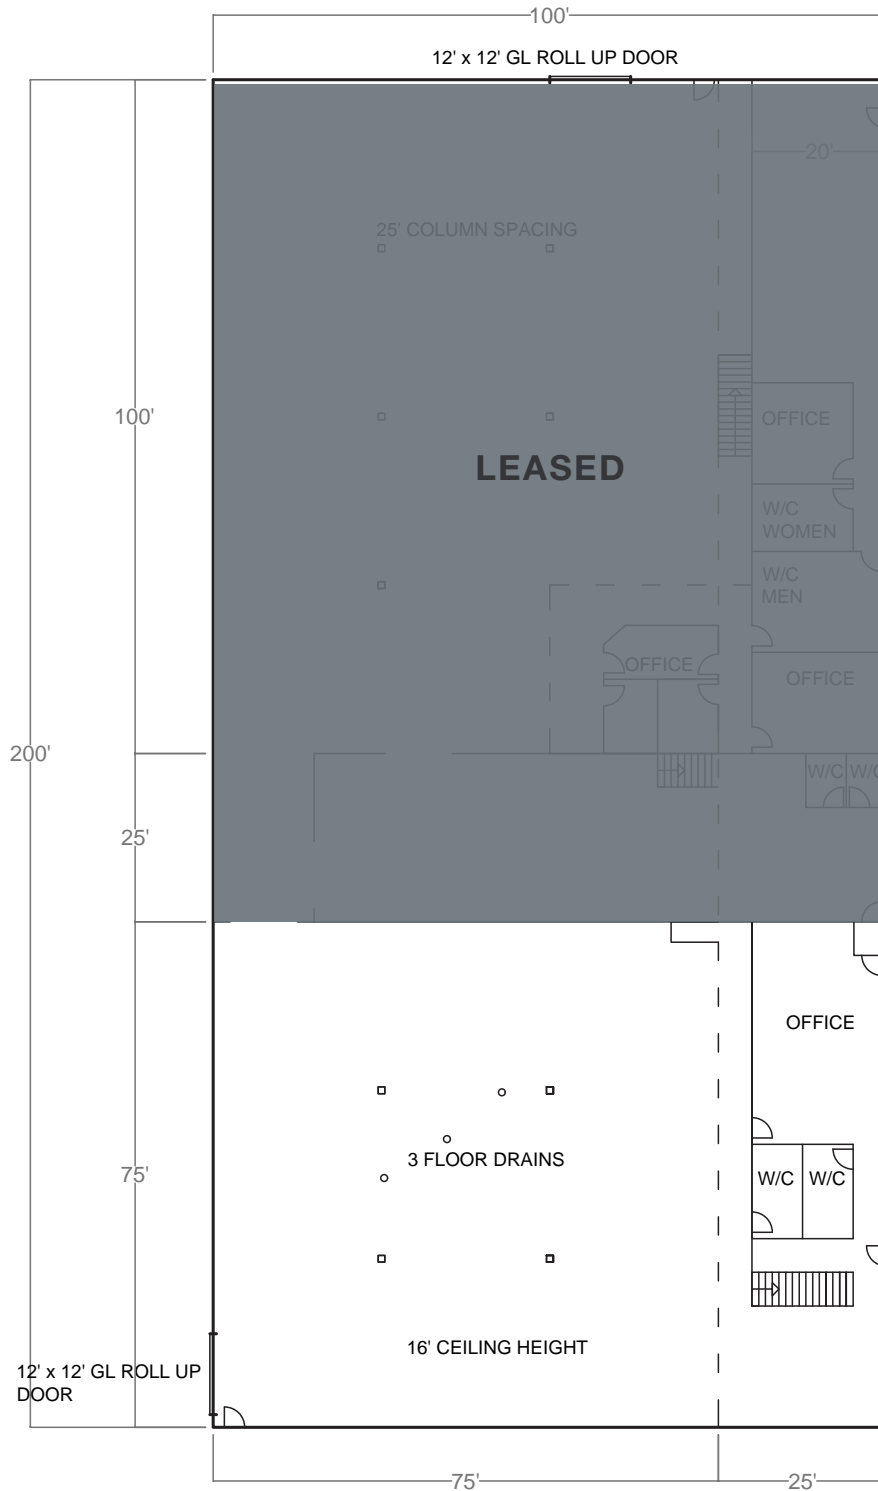 100'
12' x 12' GL ROLL UP DOOR
20'
25' COLUMN SPACING
100'
OFFICE
LEASED
W/C
WOMEN
W/C
MEN
OFFICE
OFFICE
200'
W/C
W/C
25'
OFFICE
3 FLOOR DRAINS
75'
W/C
W/C
16' CEILING HEIGHT
12' x 12' GL ROLL UP
DOOR
75'
25'